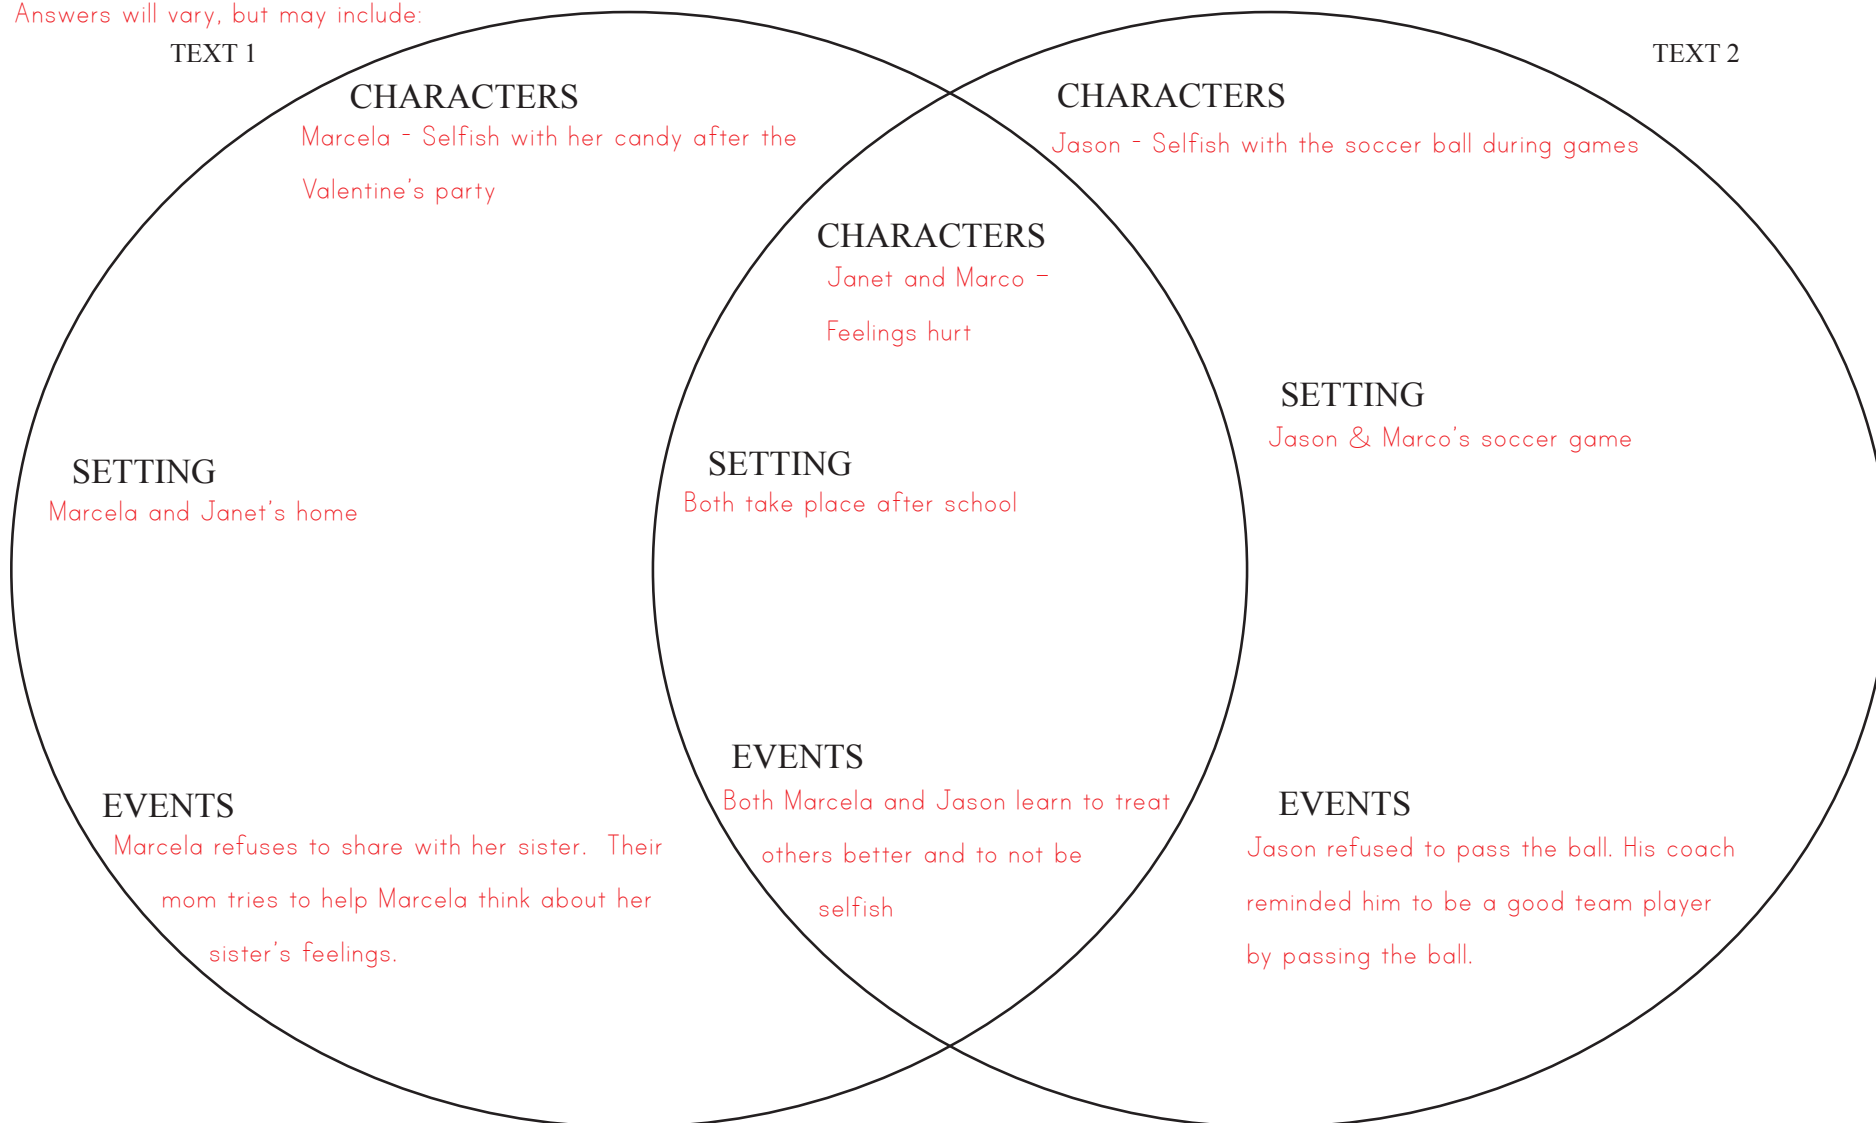 Answers will vary, but may include:
TEXT 1
CHARACTERS
Marcela - Selfish with her candy after the
Valentine's party
SETTING
Marcela and Janet's home
EVENTS
Marcela refuses to share with her sister.  Their
mom tries to help Marcela think about her
sister's feelings.
CHARACTERS
Janet and Marco -
Feelings hurt
SETTING
Both take place after school
EVENTS
Both Marcela and Jason learn to treat
others better and to not be
selfish
TEXT 2
CHARACTERS
Jason - Selfish with the soccer ball during games
SETTING
Jason & Marco's soccer game
EVENTS
Jason refused to pass the ball. His coach
reminded him to be a good team player
by passing the ball.